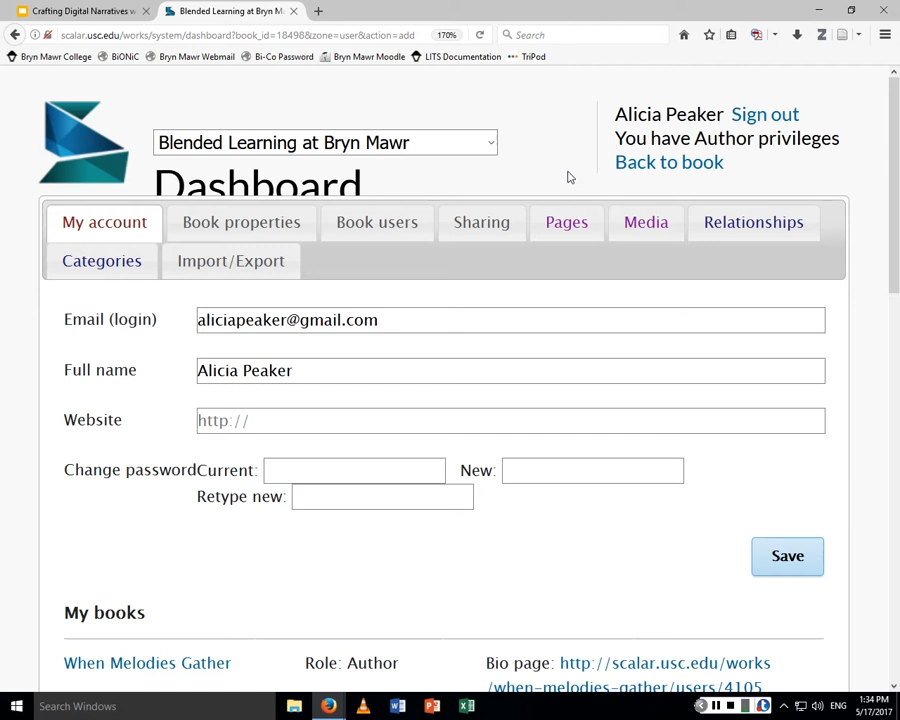 Crafting Digital Narratives w
Blended Learning at Bryn M
scalar.usc.edu/works/system/dashboard?book_id=18498&zone=user&action=add
170%
Search
Bryn Mawr College
BiONiC
Bryn Mawr Webmail
Bi-Co Password
Bryn Mawr Moodle
LITS Documentation
TriPod
Alicia Peaker Sign out
Blended Learning at Bryn Mawr
You have Author privileges
Back to book
Dashboard
My account
Book properties
Book users
Sharing
Pages
Media
Relationships
Categories
Import/Export
Email (login) aliciapeaker@gmail.com
Full name Alicia Peaker
Website http://
Change password Current: New:
Retype new:
Save
My books
When Melodies Gather Role: Author Bio page: http://scalar.usc.edu/works
/when-melodies-gather/users/4105
Search Windows
ENG
1:34 PM
5/17/2017